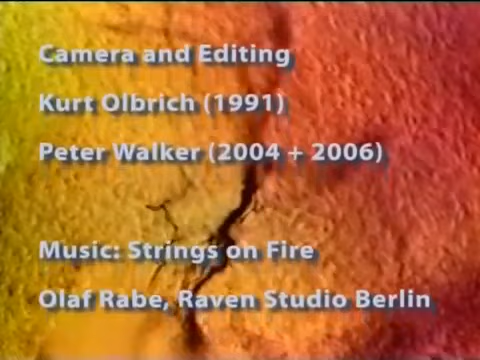 Camera and Editing
Kurt Olbrich (1991)
Peter Walker (2004 + 2006)
Music: Strings on Fire
Olaf Rabe, Raven Studio Berlin